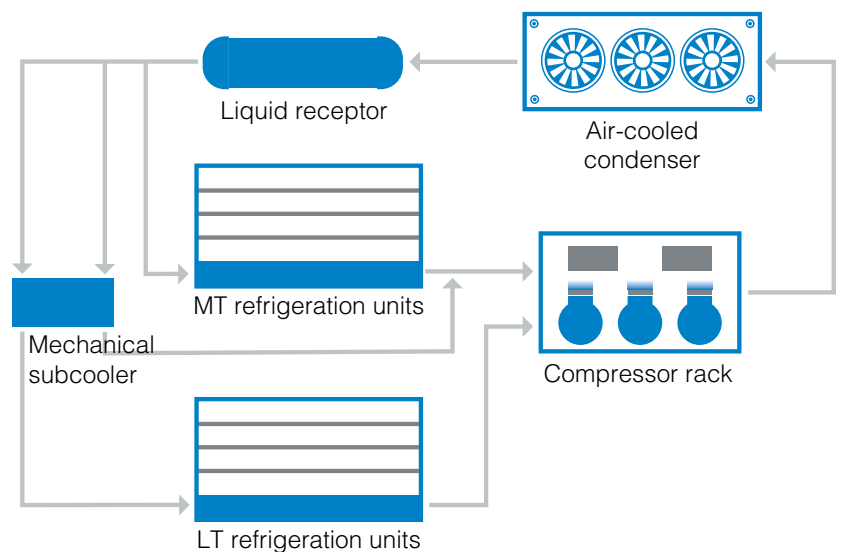 Liquid receptor
Air-cooled
condenser
MT refrigeration units
Mechanical
subcooler
Compressor rack
LT refrigeration units